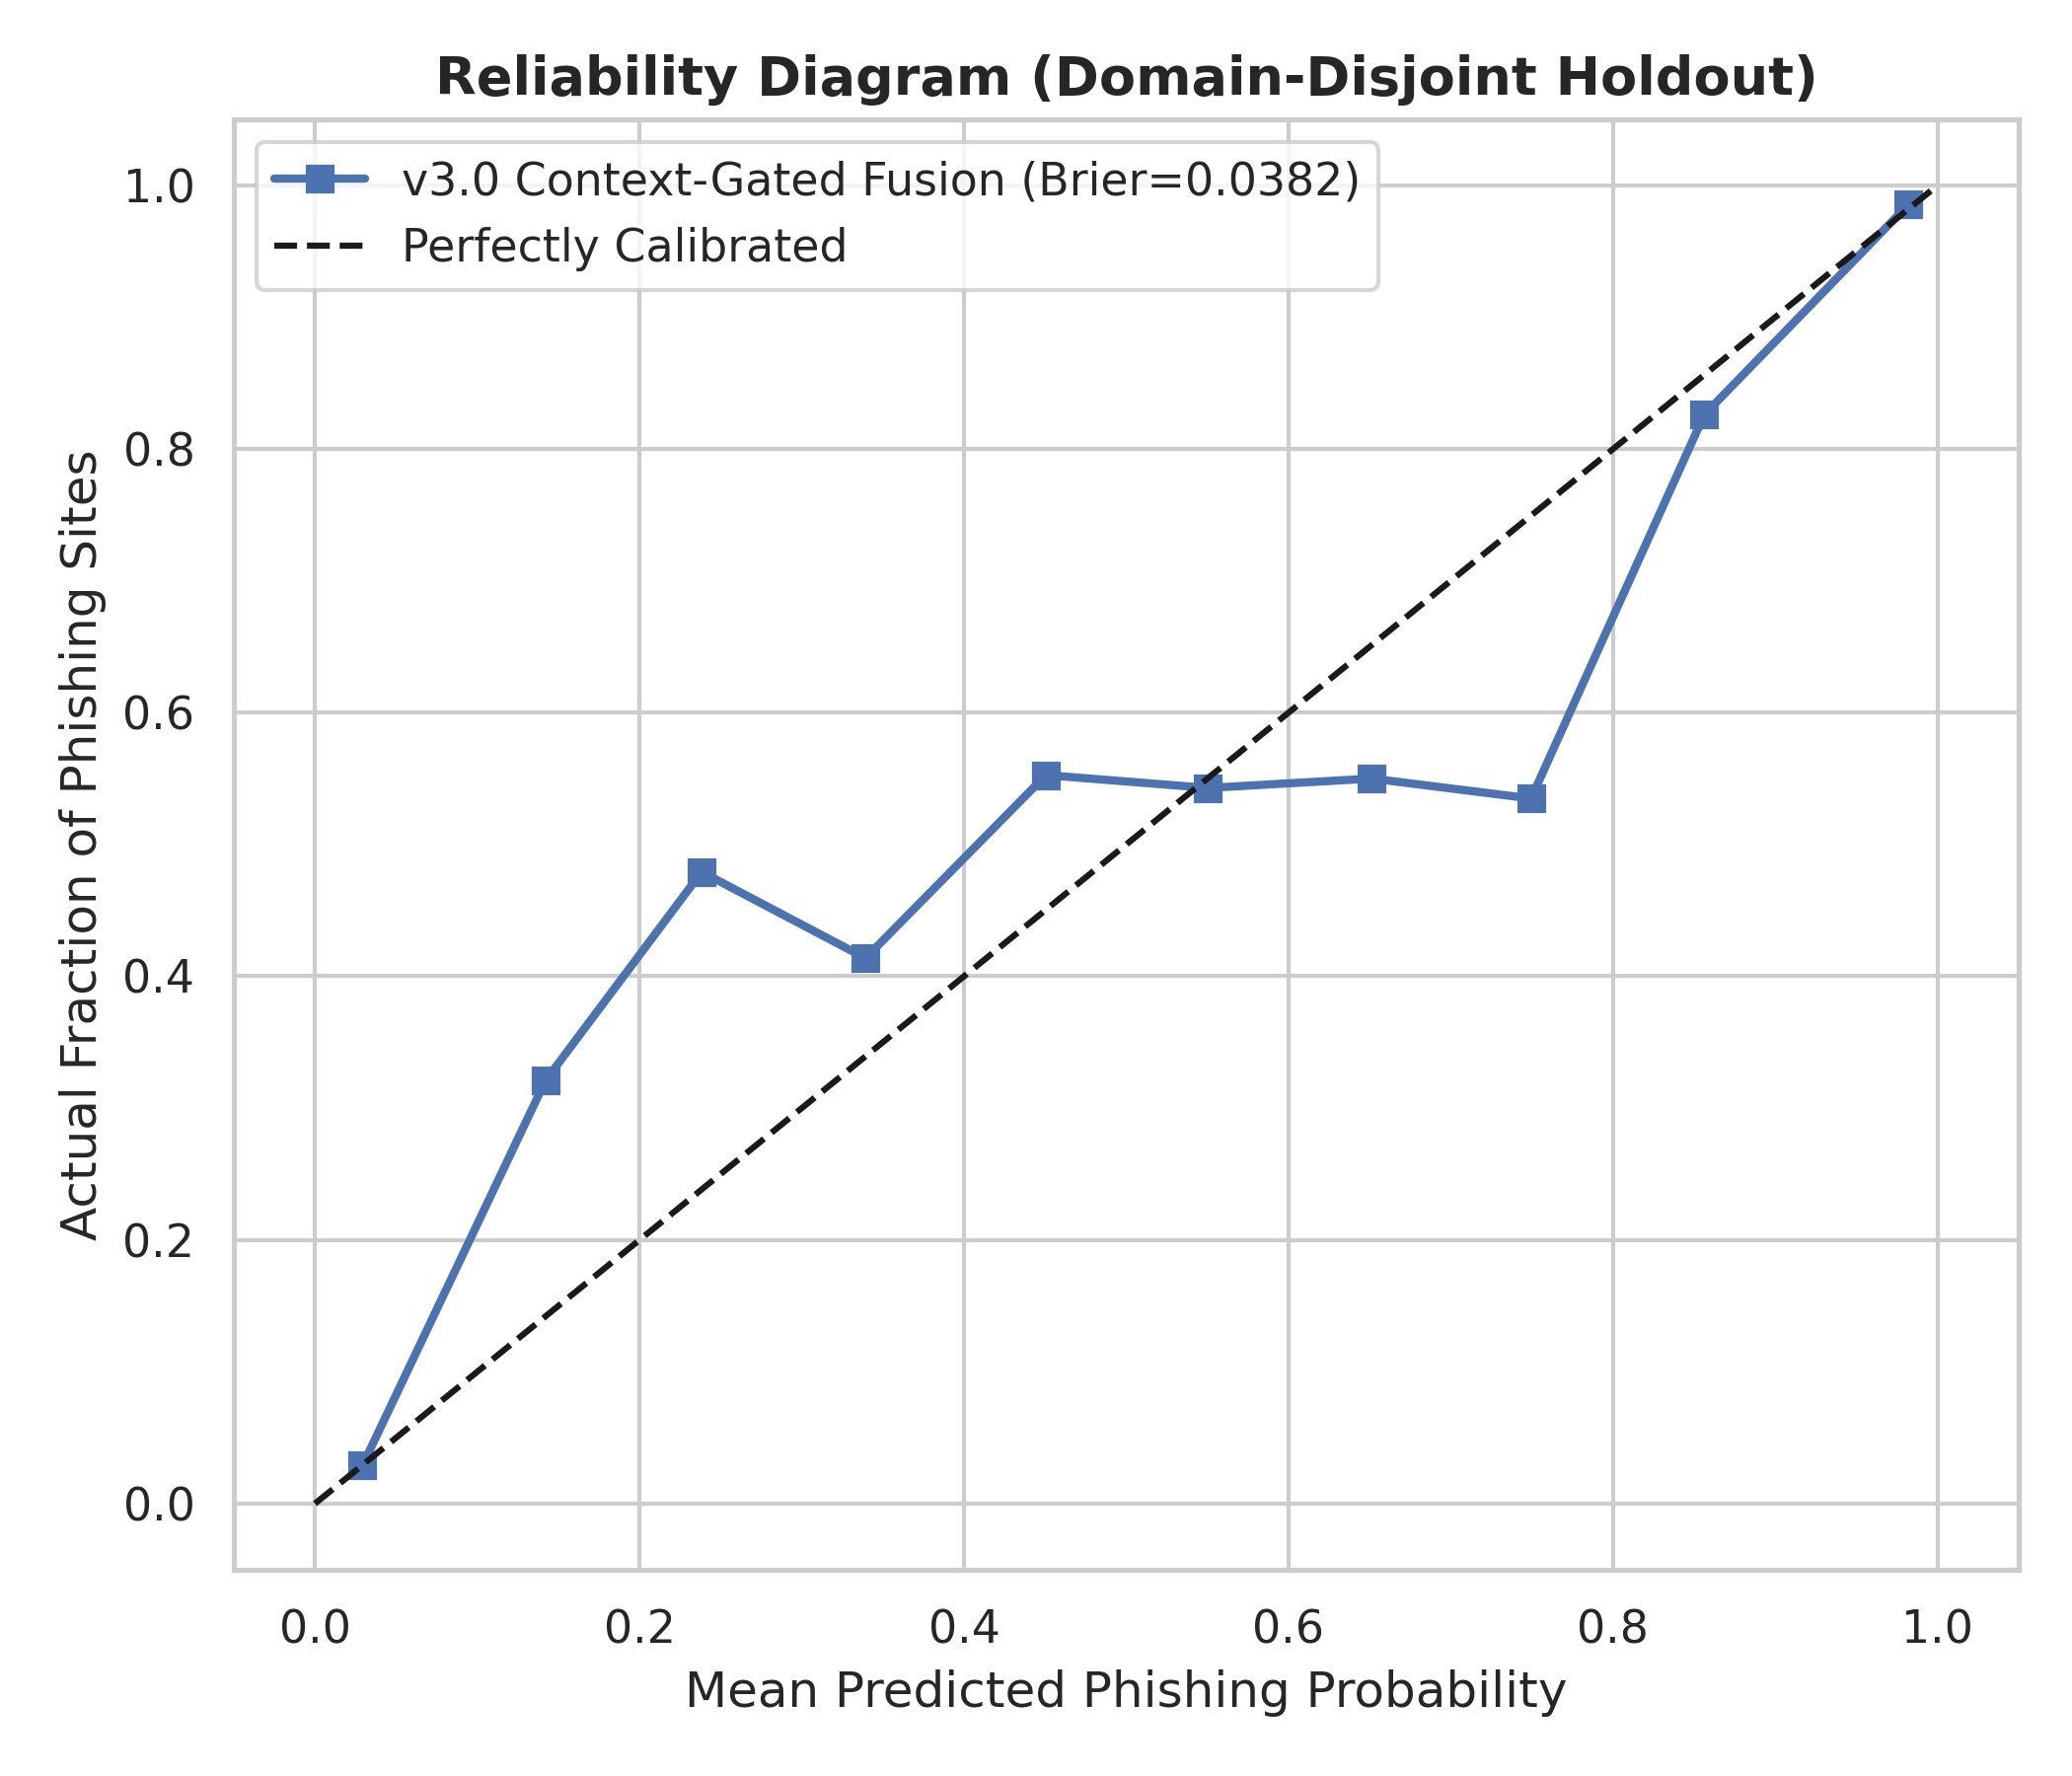 Reliability Diagram (Domain-Disjoint Holdout)
v3.0 Context-Gated Fusion (Brier=0.0382)
Perfectly Calibrated
1.0
0.8
0.6
0.4
0.2
0.0
Actual Fraction of Phishing Sites
0.0 0.2 0.4 0.6 0.8 1.0
Mean Predicted Phishing Probability